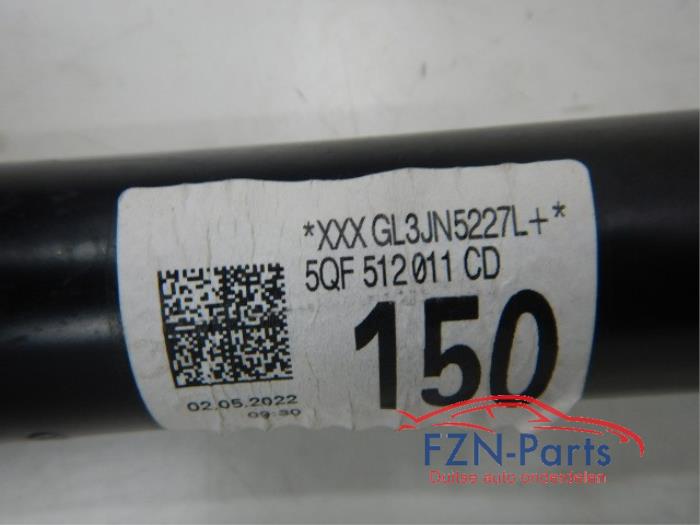 *XXX GL3JN5227L+*
5QF 512 011 CD
150
02.05.2022
09:30
FZN-Parts
Duitse auto onderdelen